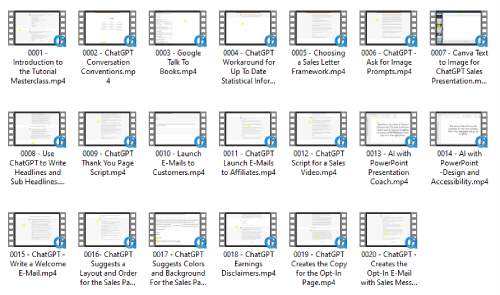 0001 -
Introduction to
the Tutorial
Masterclass.mp4
0002 - ChatGPT
Conversation
Conventions.mp
4
0003 - Google
Talk To
Books.mp4
0004 - ChatGPT
Workaround for
Up To Date
Statistical Infor...
0005 - Choosing
a Sales Letter
Framework.mp4
0006 - ChatGPT -
Ask for Image
Prompts.mp4
0007 - Canva Text
to Image for
ChatGPT Sales
Presentation.m...
0008 - Use
ChatGPT to Write
Headlines and
Sub Headlines....
0009 - ChatGPT
Thank You Page
Script.mp4
0010 - Launch
E-Mails to
Customers.mp4
0011 - ChatGPT
Launch E-Mails
to Affiliates.mp4
0012 - ChatGPT
Script for a Sales
Video.mp4
0013 - AI with
PowerPoint
Presentation
Coach.mp4
0014 - AI with
PowerPoint
-Design and
Accessibility.mp4
0015 - ChatGPT -
Write a Welcome
E-Mail.mp4
0016- ChatGPT
Suggests a
Layout and Order
for the Sales Pa...
0017 - ChatGPT
Suggests Colors
and Background
For the Sales Pa...
0018 - ChatGPT
Earnings
Disclaimers.mp4
0019 - ChatGPT
Creates the Copy
for the Opt-In
Page.mp4
0020 - ChatGPT -
Creates the
Opt-In E-Mail
with Sales Mess...